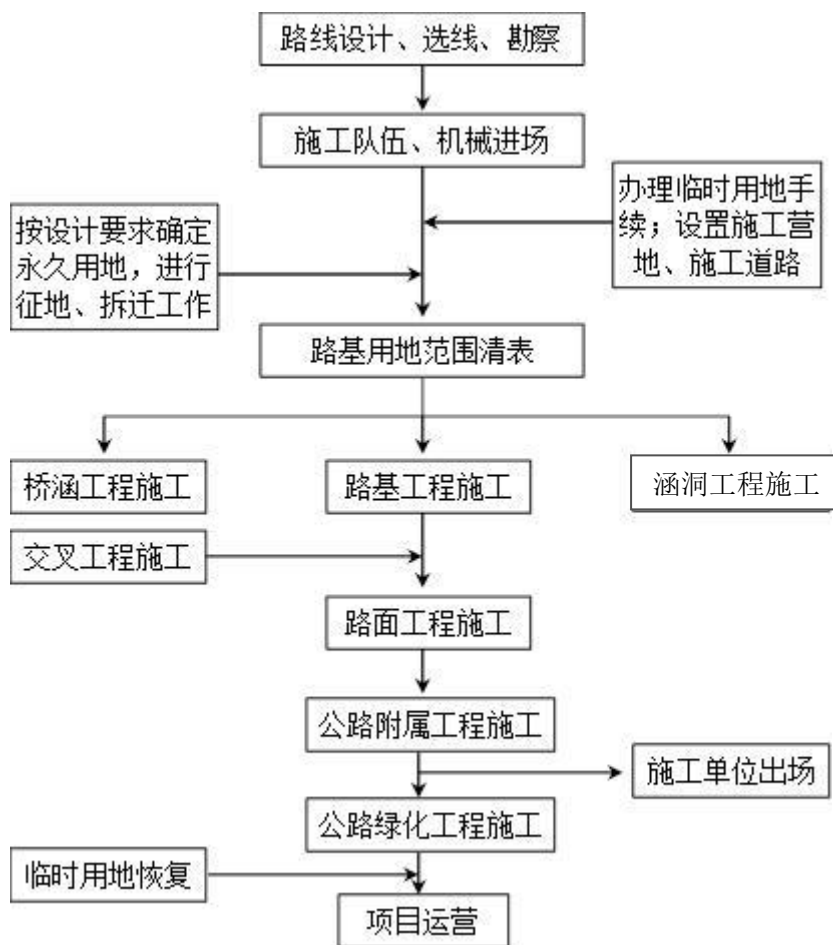 路线设计、选线、勘察
施工队伍、机械进场
办理临时用地手
续；设置施工营
地、施工道路
按设计要求确定
永久用地，进行
征地、拆迁工作
路基用地范围清表
桥涵工程施工
路基工程施工
涵洞工程施工
交叉工程施工
路面工程施工
公路附属工程施工
施工单位出场
公路绿化工程施工
临时用地恢复
项目运营